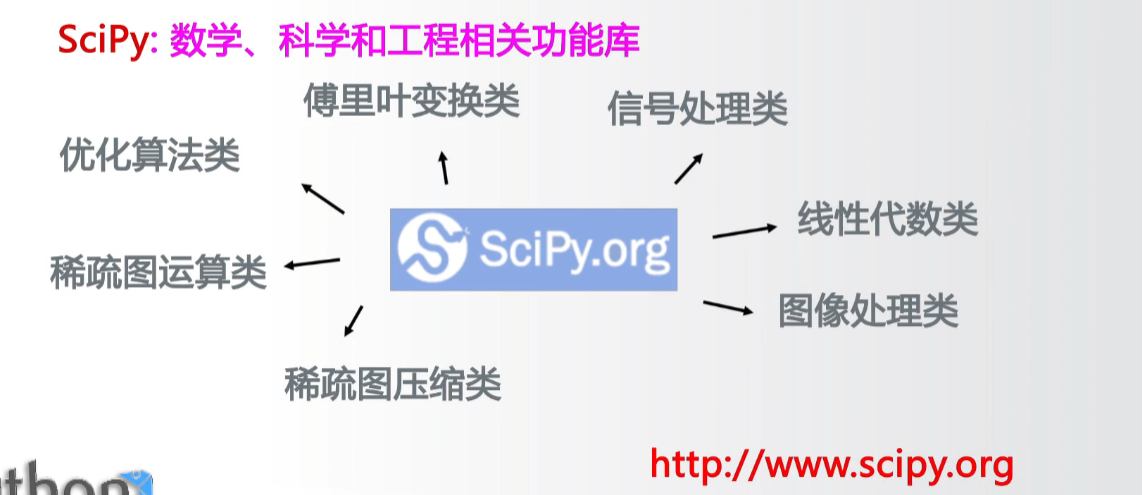 SciPy: 数学、科学和工程相关功能库
傅里叶变换类
信号处理类
优化算法类
线性代数类
SciPy.org
稀疏图运算类
图像处理类
稀疏图压缩类
http://www.scipy.org